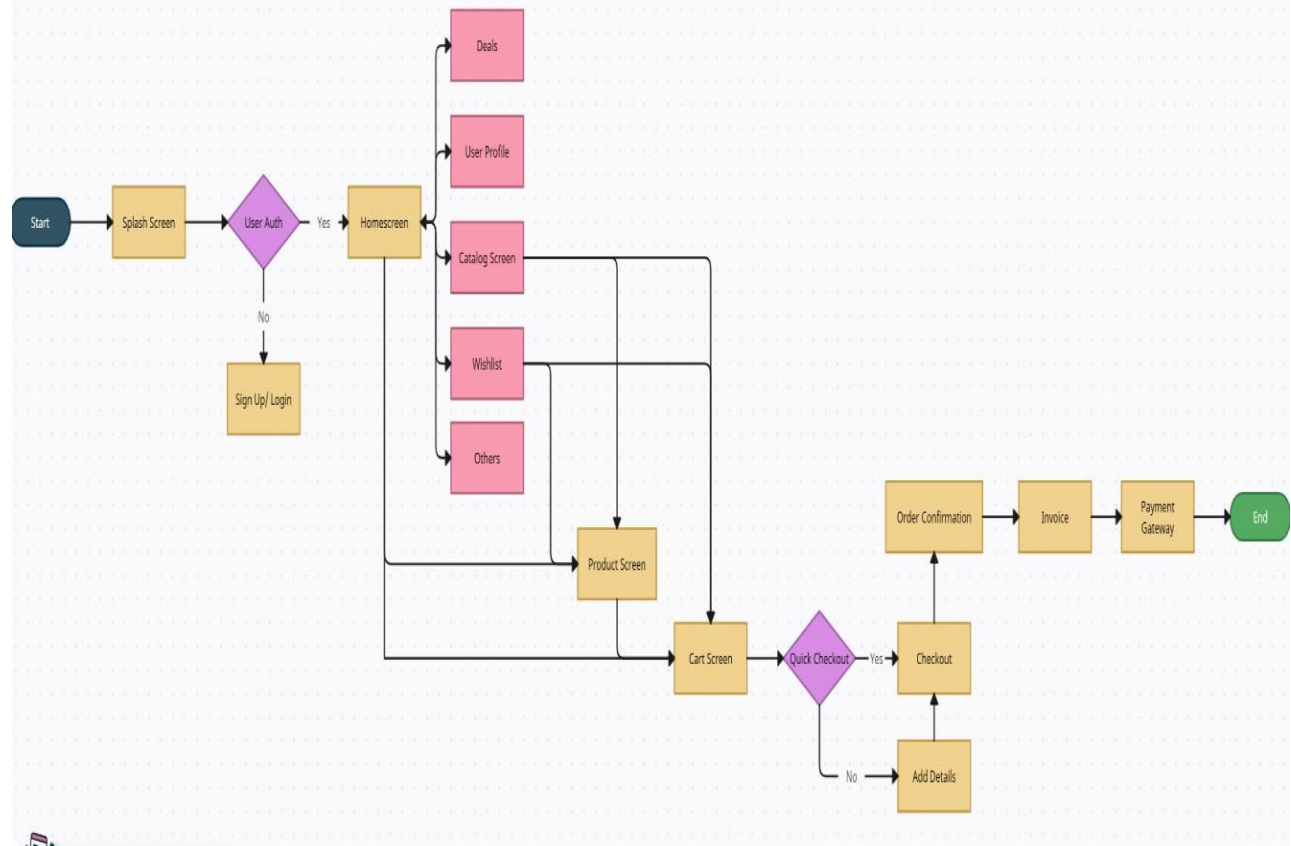 Deals
User Profile
Start
Splash Screen
User Auth
Yes
Homescreen
Catalog Screen
No
Wishlist
Sign Up/ Login
Others
Order Confirmation
Invoice
Payment
Gateway
End
Product Screen
Cart Screen
Quick Checkout
Yes
Checkout
No
Add Details